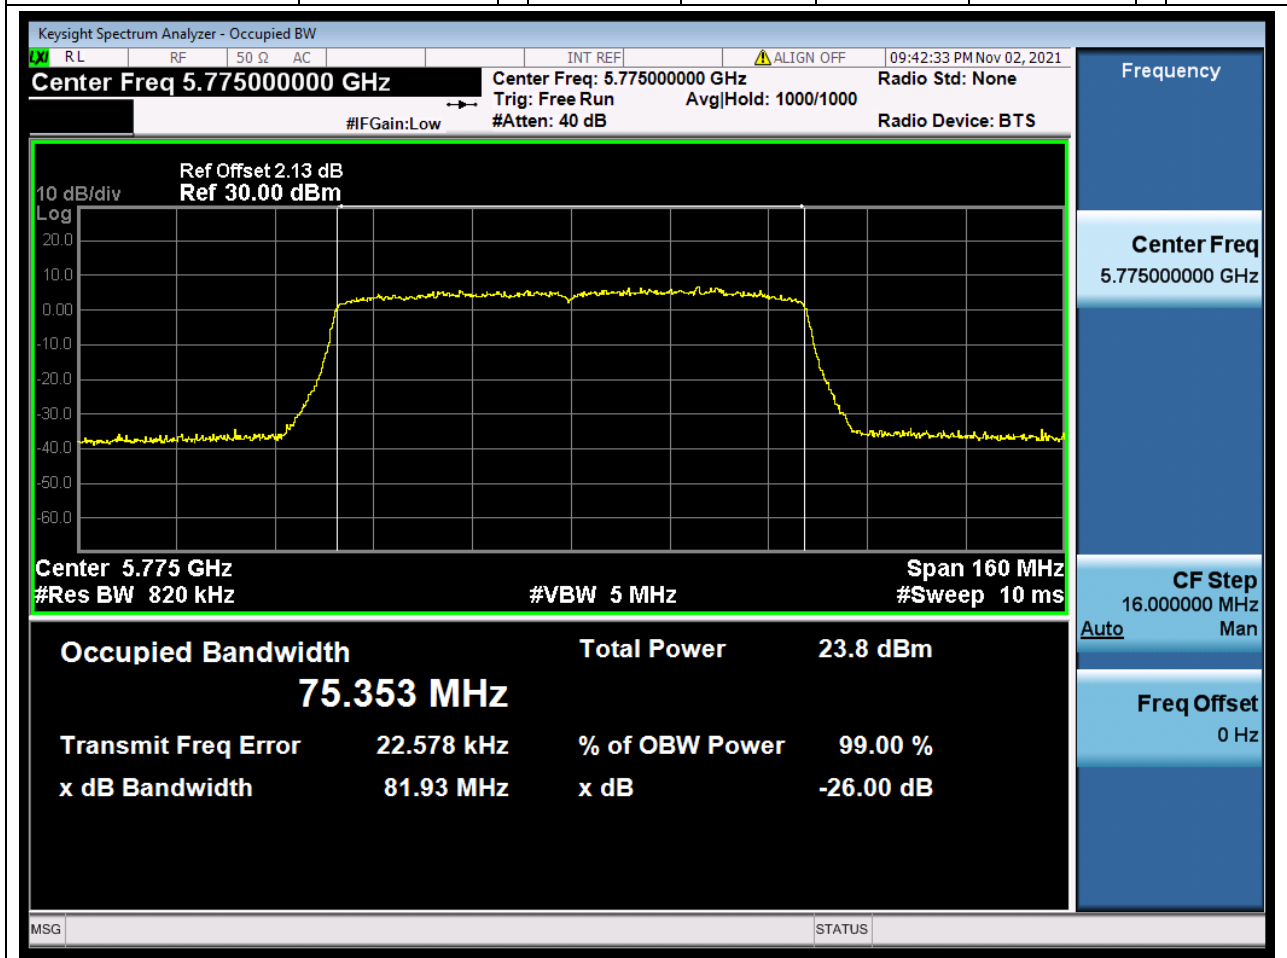 Keysight Spectrum Analyzer - Occupied BW
LXI RL RF 50 Ω AC INT REF ALIGN OFF 09:42:33 PM Nov 02, 2021
Center Freq 5.775000000 GHz
Center Freq: 5.775000000 GHz Radio Std: None
Trig: Free Run Avg|Hold: 1000/1000
#IFGain:Low #Atten: 40 dB Radio Device: BTS
Ref Offset 2.13 dB
10 dB/div Ref 30.00 dBm
Log
20.0
10.0
0.00
-10.0
-20.0
-30.0
-40.0
-50.0
-60.0
Center 5.775 GHz Span 160 MHz
#Res BW 820 kHz #VBW 5 MHz #Sweep 10 ms
Occupied Bandwidth Total Power 23.8 dBm
75.353 MHz
Transmit Freq Error 22.578 kHz % of OBW Power 99.00 %
x dB Bandwidth 81.93 MHz x dB -26.00 dB
Frequency
Center Freq
5.775000000 GHz
CF Step
16.000000 MHz
Auto Man
Freq Offset
0 Hz
MSG STATUS